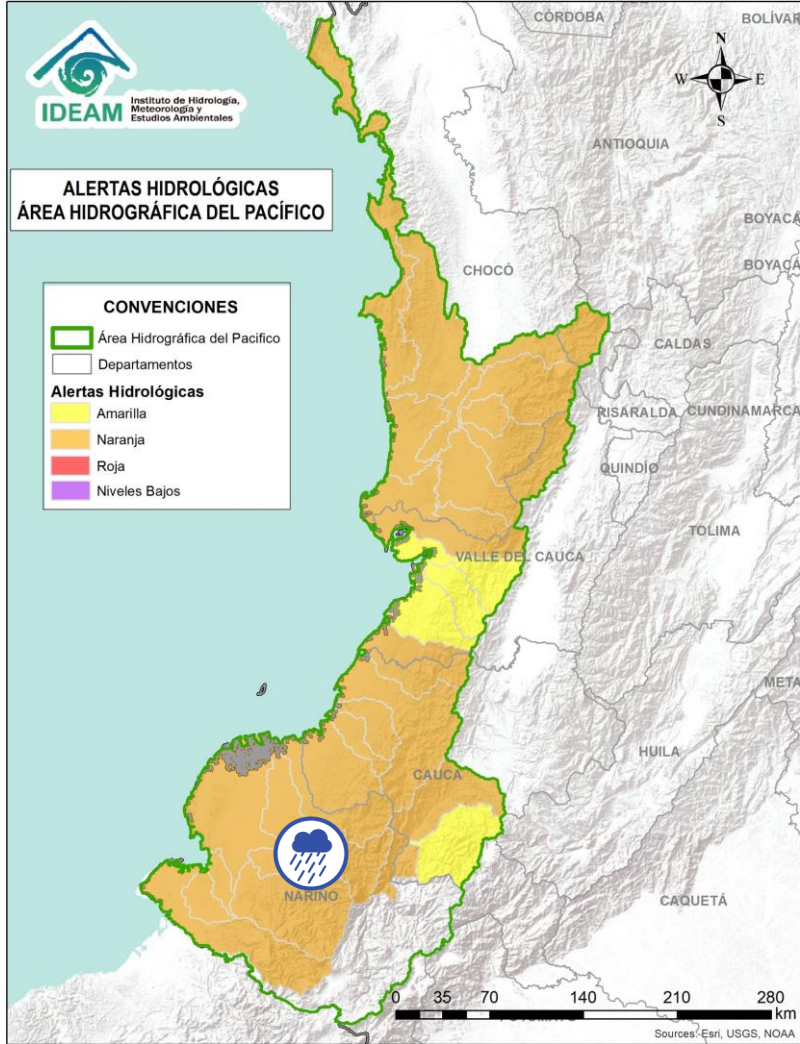 CÓRDOBA
BOLÍVAR
N
W E
S
IDEAM Instituto de Hidrología,
Meteorología y
Estudios Ambientales
ANTIOQUIA
ALERTAS HIDROLÓGICAS
ÁREA HIDROGRÁFICA DEL PACÍFICO
BOYACÁ
BOYACÁ
CHOCÓ
CONVENCIONES
Área Hidrográfica del Pacifico
Departamentos
Alertas Hidrológicas
Amarilla
Naranja
Roja
Niveles Bajos
CALDAS
RISARALDA
CUNDINAMARCA
QUINDÍO
TOLIMA
VALLE DEL CAUCA
META
HUILA
CAUCA
NARIÑO
CAQUETÁ
0 35 70 140 210 280
km
Sources: Esri, USGS, NOAA